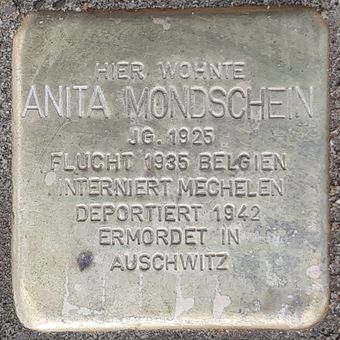 HIER WOHNTE
ANITA MONDSCHEIN
JG. 1925
FLUCHT 1935 BELGIEN
INTERNIERT MECHELEN
DEPORTIERT 1942
ERMORDET IN
AUSCHWITZ